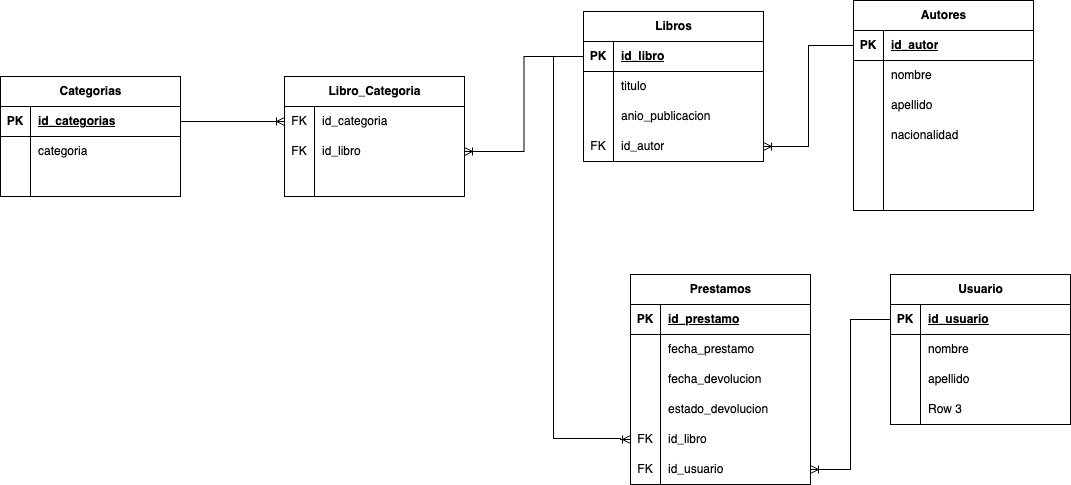 Categorias
PK id_categorias
categoria
Libro_Categoria
FK id_categoria
FK id_libro
Libros
PK id_libro
titulo
anio_publicacion
FK id_autor
Autores
PK id_autor
nombre
apellido
nacionalidad
Prestamos
PK id_prestamo
fecha_prestamo
fecha_devolucion
estado_devolucion
FK id_libro
FK id_usuario
Usuario
PK id_usuario
nombre
apellido
Row 3